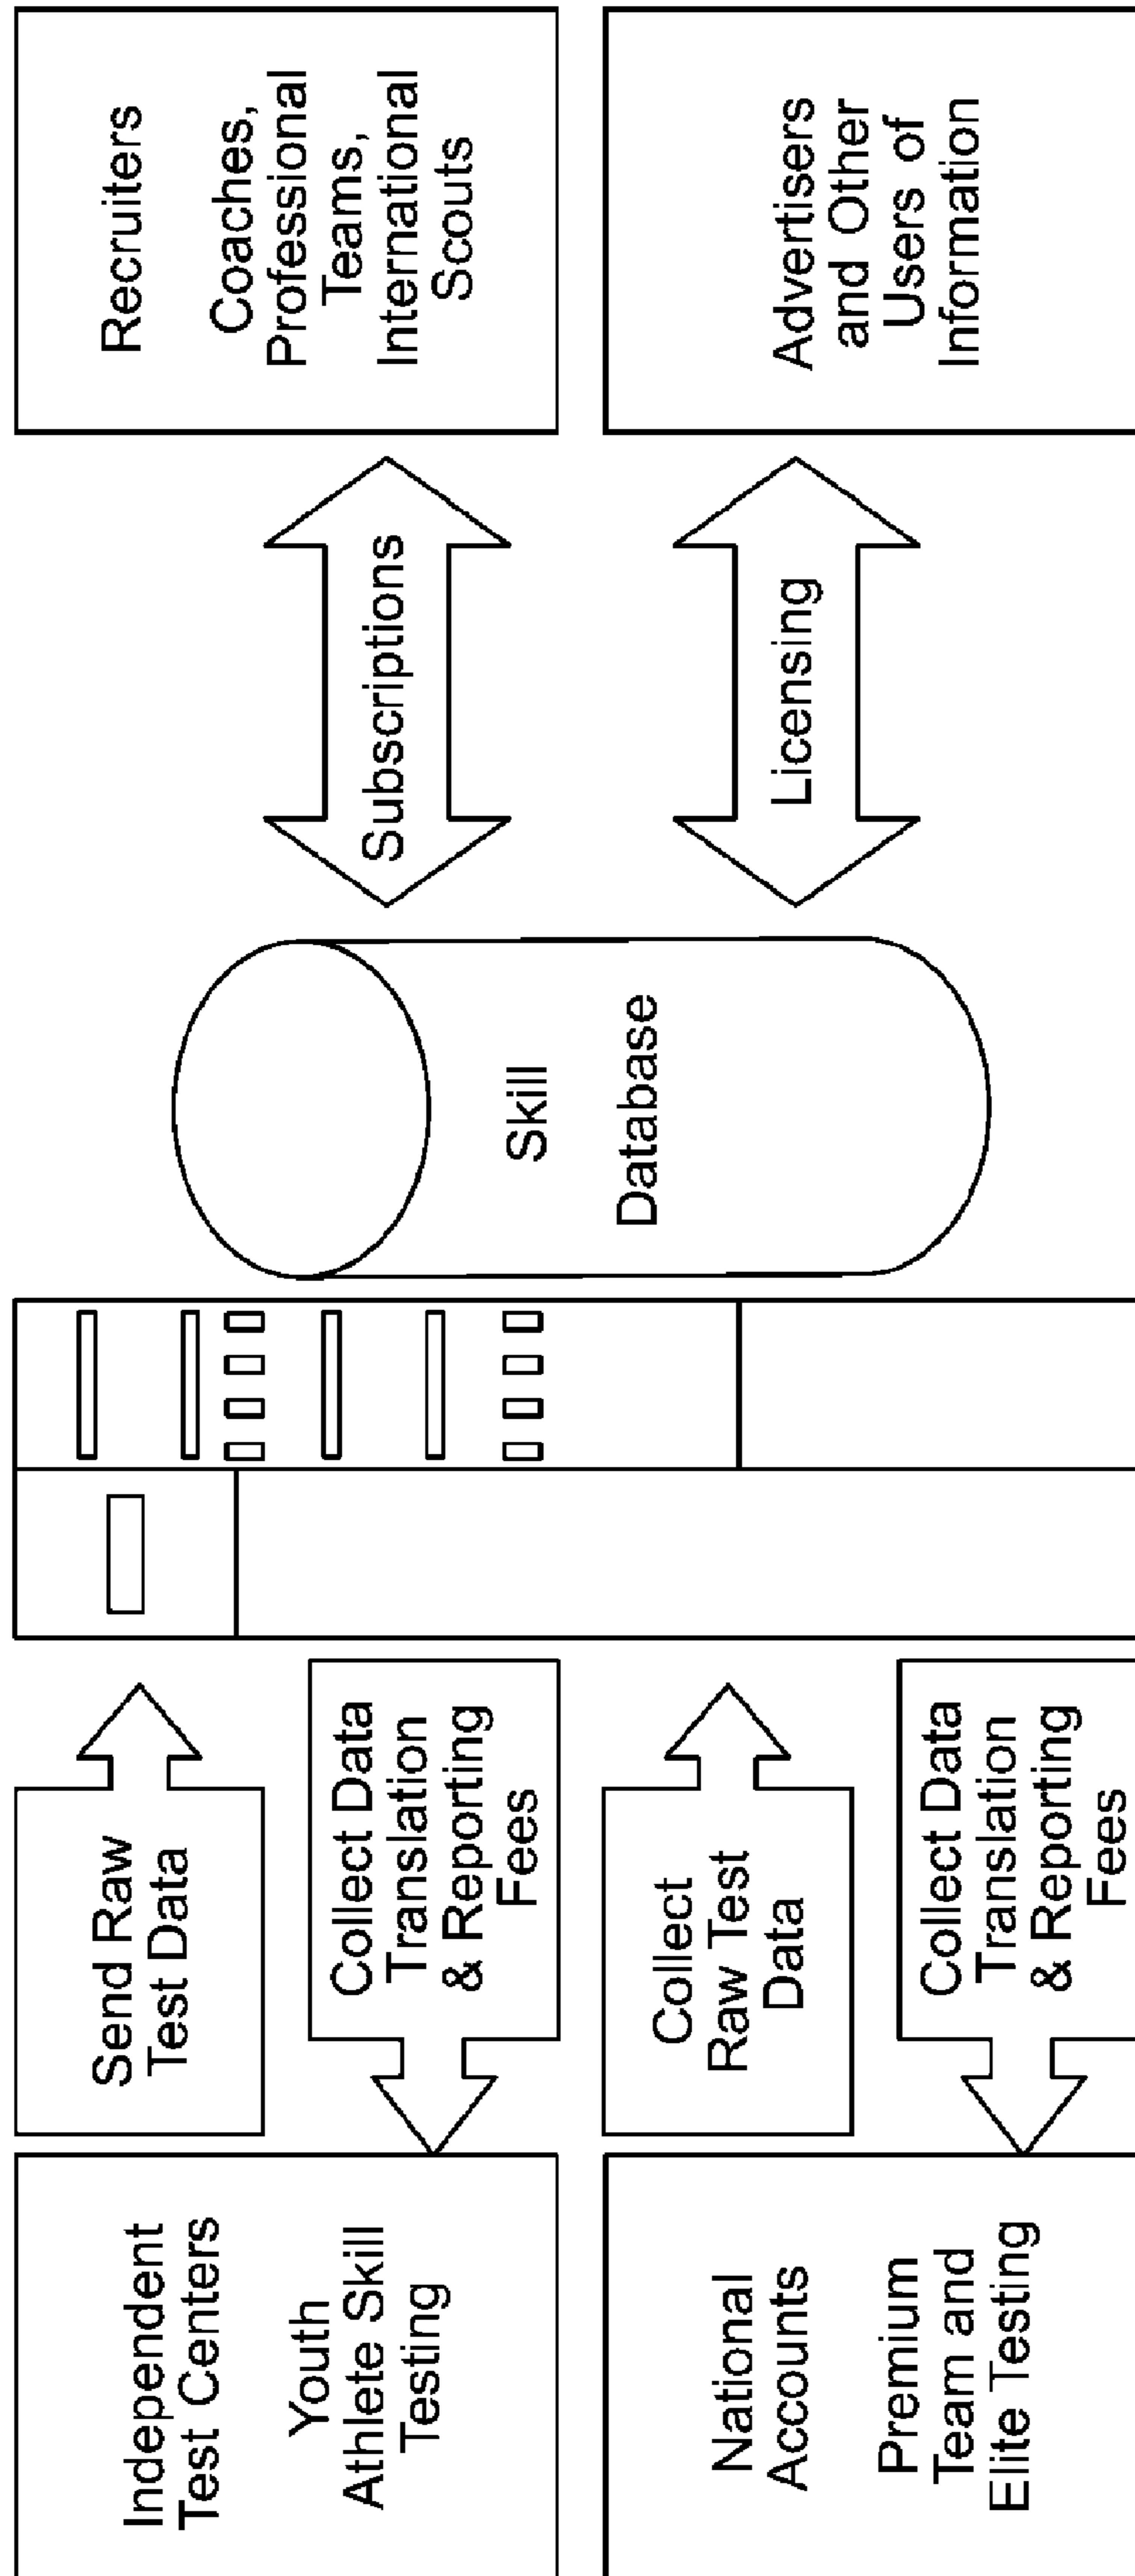 Independent
Test Centers
Youth
Athlete Skill
Testing
Send Raw
Test Data
Collect Data
Translation
& Reporting
Fees
National
Accounts
Premium
Team and
Elite Testing
Collect
Raw Test
Data
Collect Data
Translation
& Reporting
Fees
Skill
Database
Subscriptions
Licensing
Recruiters
Coaches,
Professional
Teams,
International
Scouts
Advertisers
and Other
Users of
Information